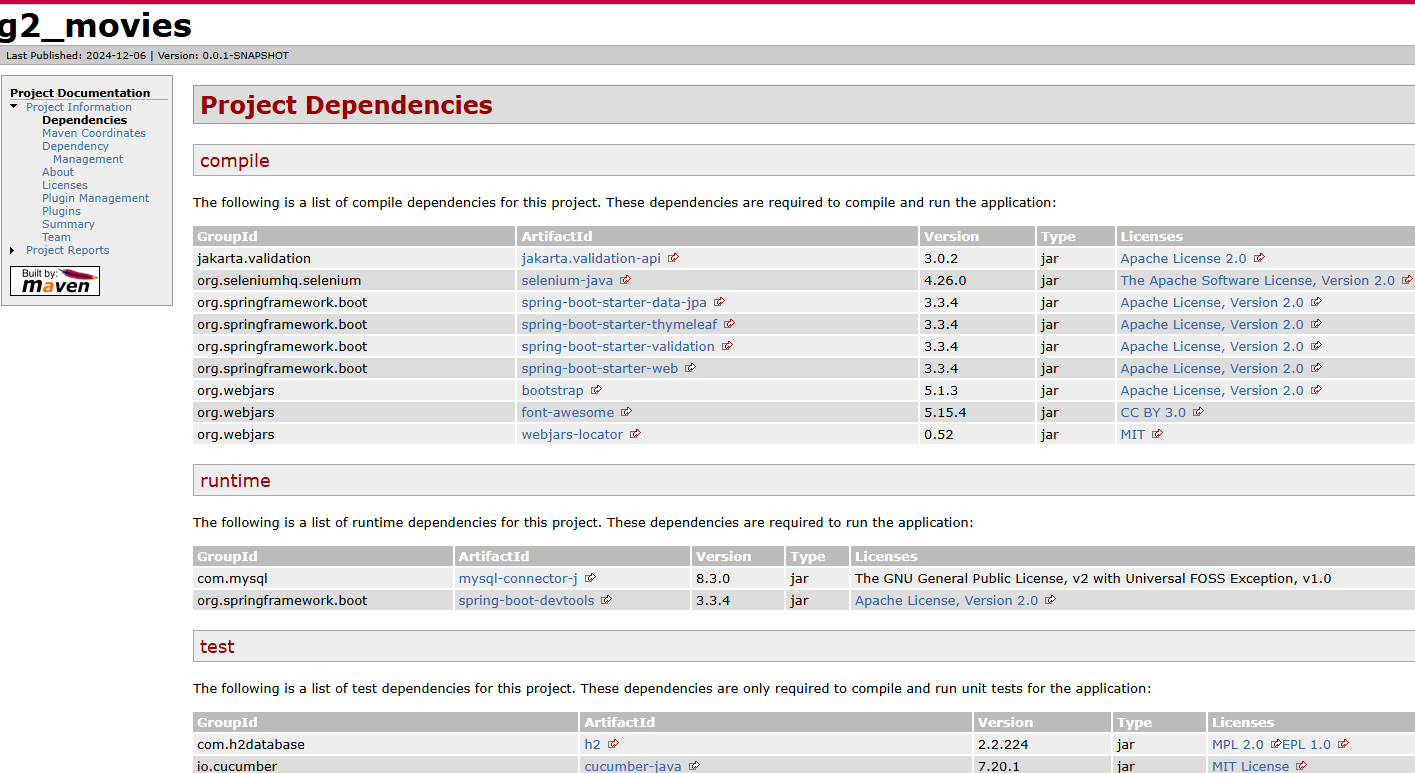 g2_movies
Last Published: 2024-12-06 | Version: 0.0.1-SNAPSHOT
Project Documentation
Project Information
Dependencies
Maven Coordinates
Dependency
Management
About
Licenses
Plugin Management
Plugins
Summary
Team
Project Reports
Built by:
maven
Project Dependencies
compile
The following is a list of compile dependencies for this project. These dependencies are required to compile and run the application:
GroupId ArtifactId Version Type Licenses
jakarta.validation jakarta.validation-api 3.0.2 jar Apache License 2.0
org.seleniumhq.selenium selenium-java 4.26.0 jar The Apache Software License, Version 2.0
org.springframework.boot spring-boot-starter-data-jpa 3.3.4 jar Apache License, Version 2.0
org.springframework.boot spring-boot-starter-thymeleaf 3.3.4 jar Apache License, Version 2.0
org.springframework.boot spring-boot-starter-validation 3.3.4 jar Apache License, Version 2.0
org.springframework.boot spring-boot-starter-web 3.3.4 jar Apache License, Version 2.0
org.webjars bootstrap 5.1.3 jar Apache License, Version 2.0
org.webjars font-awesome 5.15.4 jar CC BY 3.0
org.webjars webjars-locator 0.52 jar MIT
runtime
The following is a list of runtime dependencies for this project. These dependencies are required to run the application:
GroupId ArtifactId Version Type Licenses
com.mysql mysql-connector-j 8.3.0 jar The GNU General Public License, v2 with Universal FOSS Exception, v1.0
org.springframework.boot spring-boot-devtools 3.3.4 jar Apache License, Version 2.0
test
The following is a list of test dependencies for this project. These dependencies are only required to compile and run unit tests for the application:
GroupId ArtifactId Version Type Licenses
com.h2database h2 2.2.224 jar MPL 2.0 EPL 1.0
io.cucumber cucumber-java 7.20.1 jar MIT License